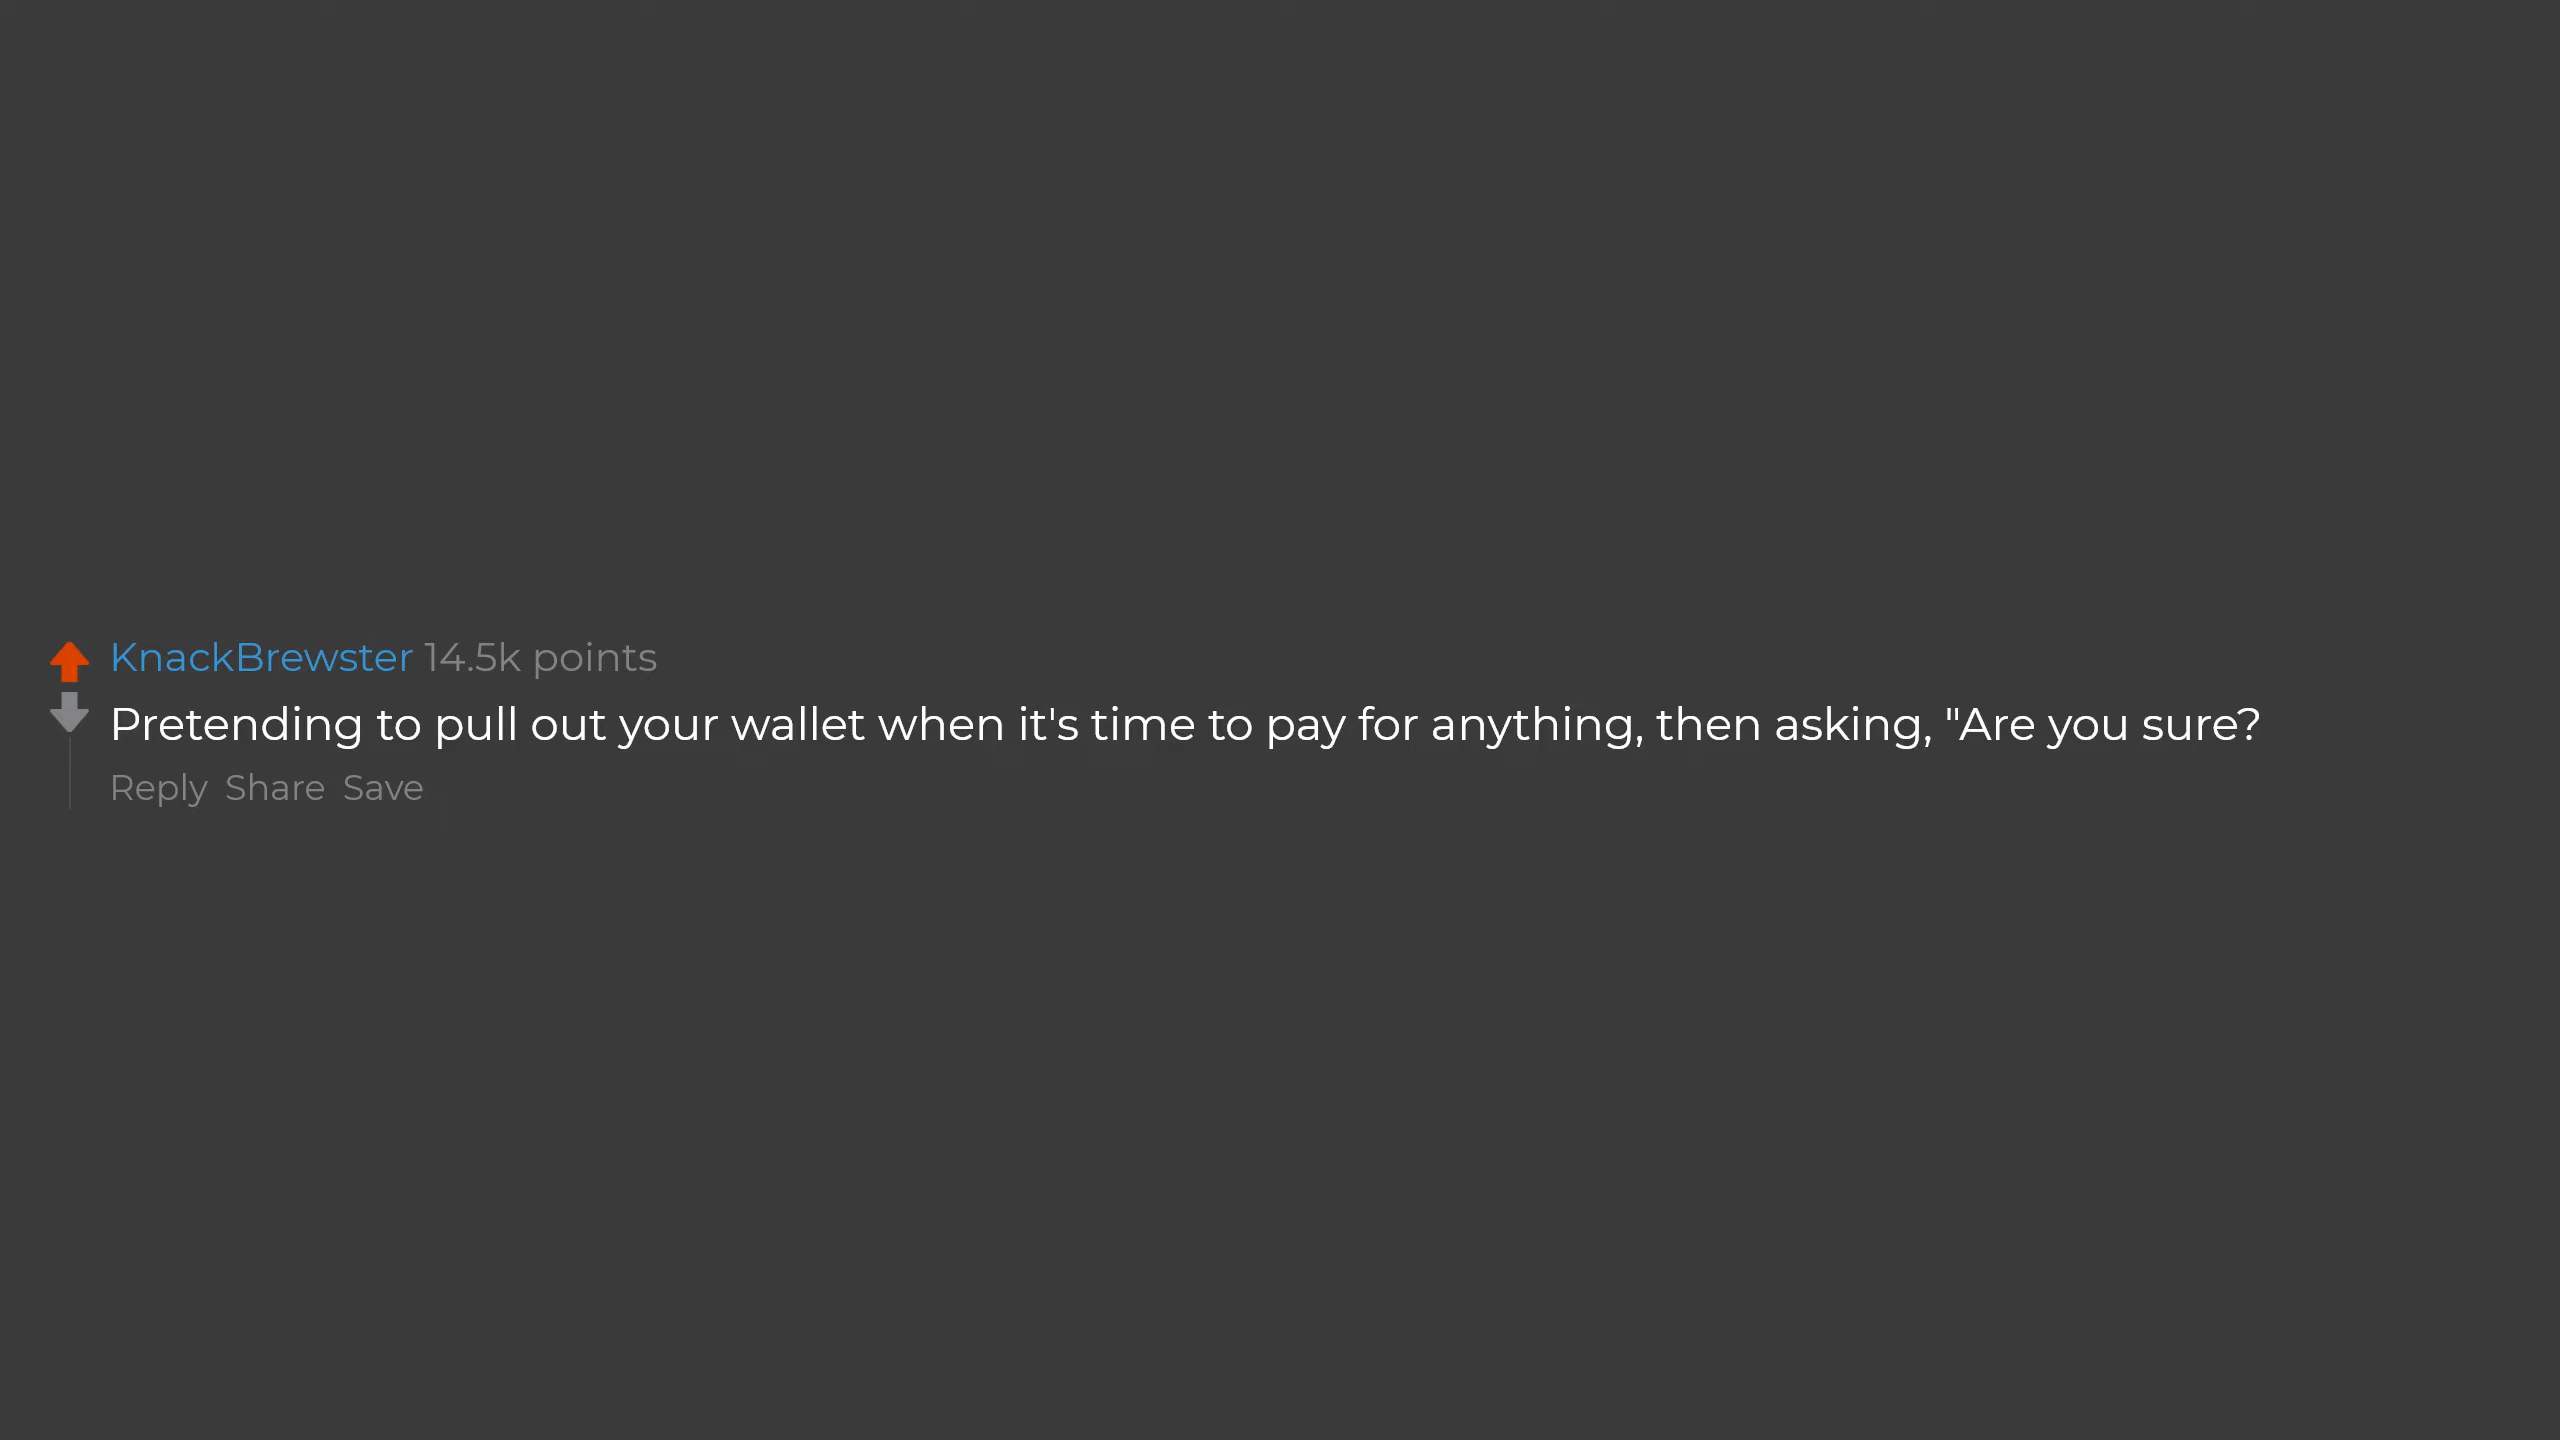 KnackBrewster 14.5k points
Pretending to pull out your wallet when it's time to pay for anything, then asking, "Are you sure?
Reply Share Save